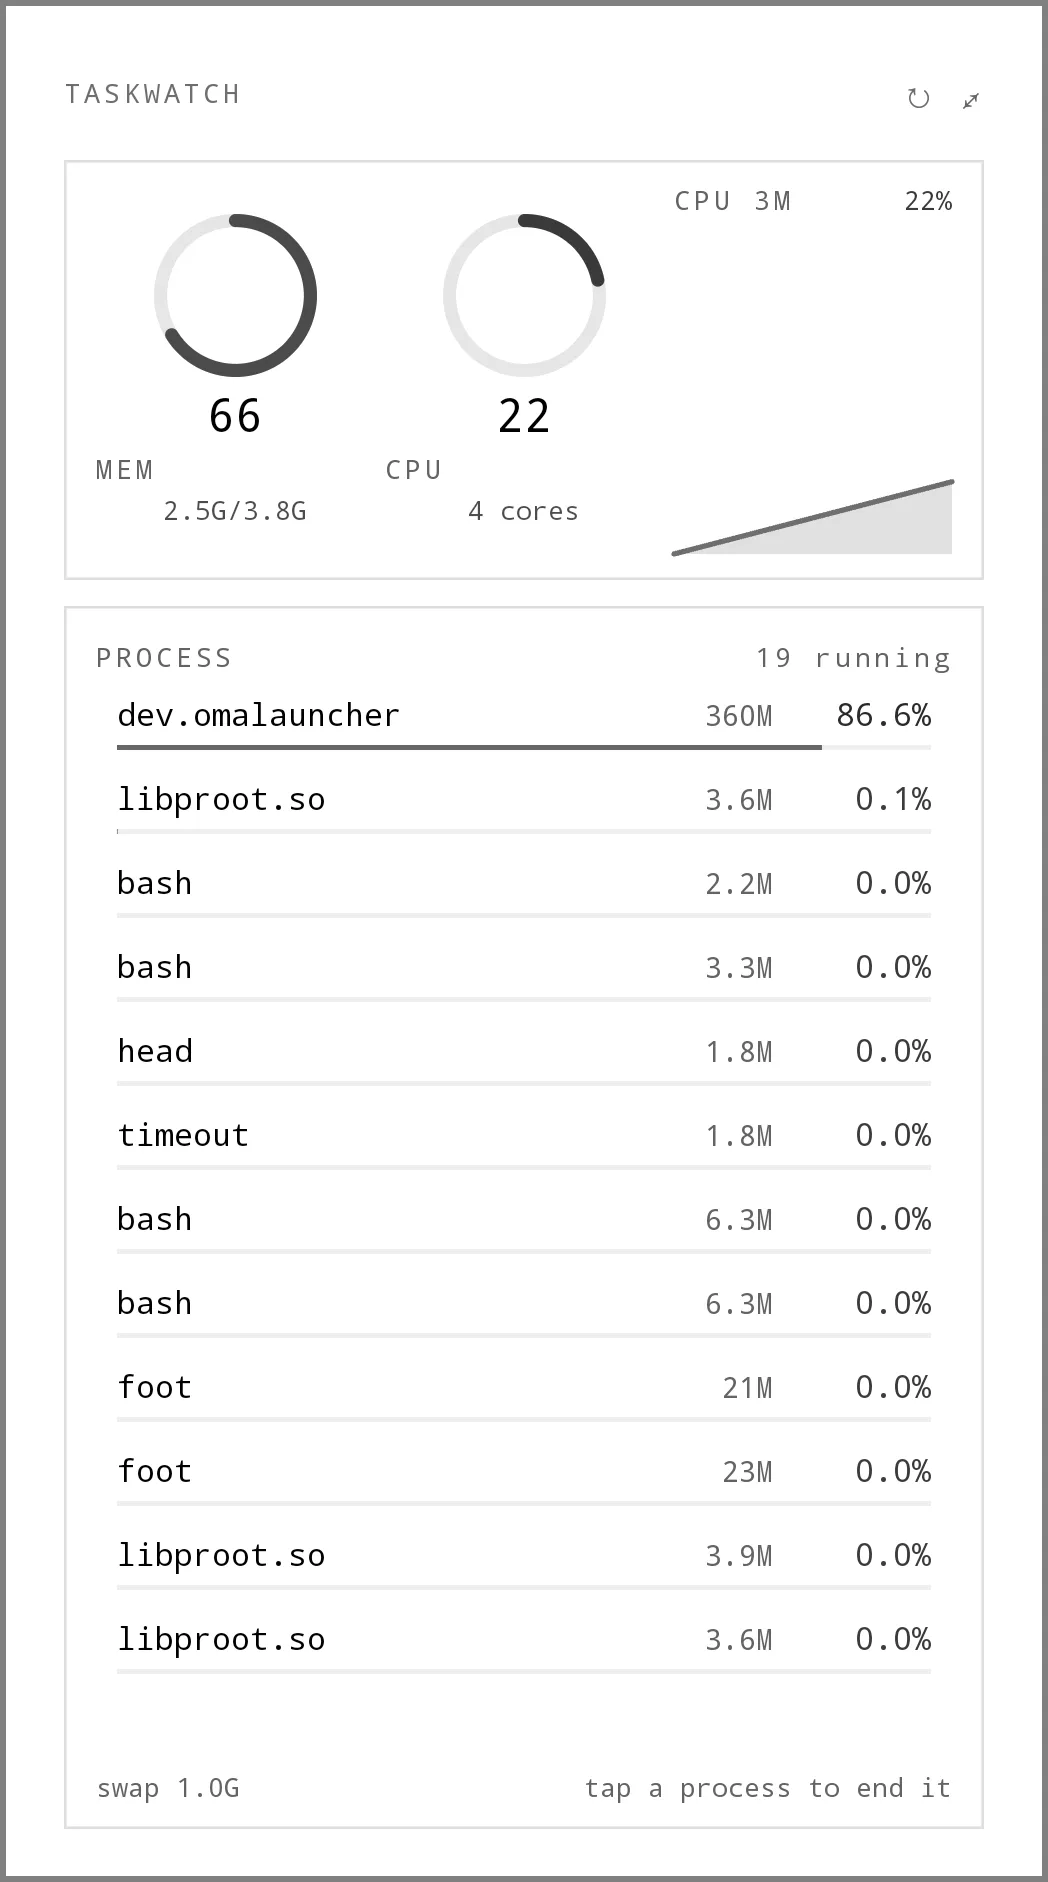 TASKWATCH
CPU 3M 22%
66 22
MEM CPU
2.5G/3.8G 4 cores
PROCESS 19 running
dev.omalauncher 360M 86.6%
libproot.so 3.6M 0.1%
bash 2.2M 0.0%
bash 3.3M 0.0%
head 1.8M 0.0%
timeout 1.8M 0.0%
bash 6.3M 0.0%
bash 6.3M 0.0%
foot 21M 0.0%
foot 23M 0.0%
libproot.so 3.9M 0.0%
libproot.so 3.6M 0.0%
swap 1.0G tap a process to end it